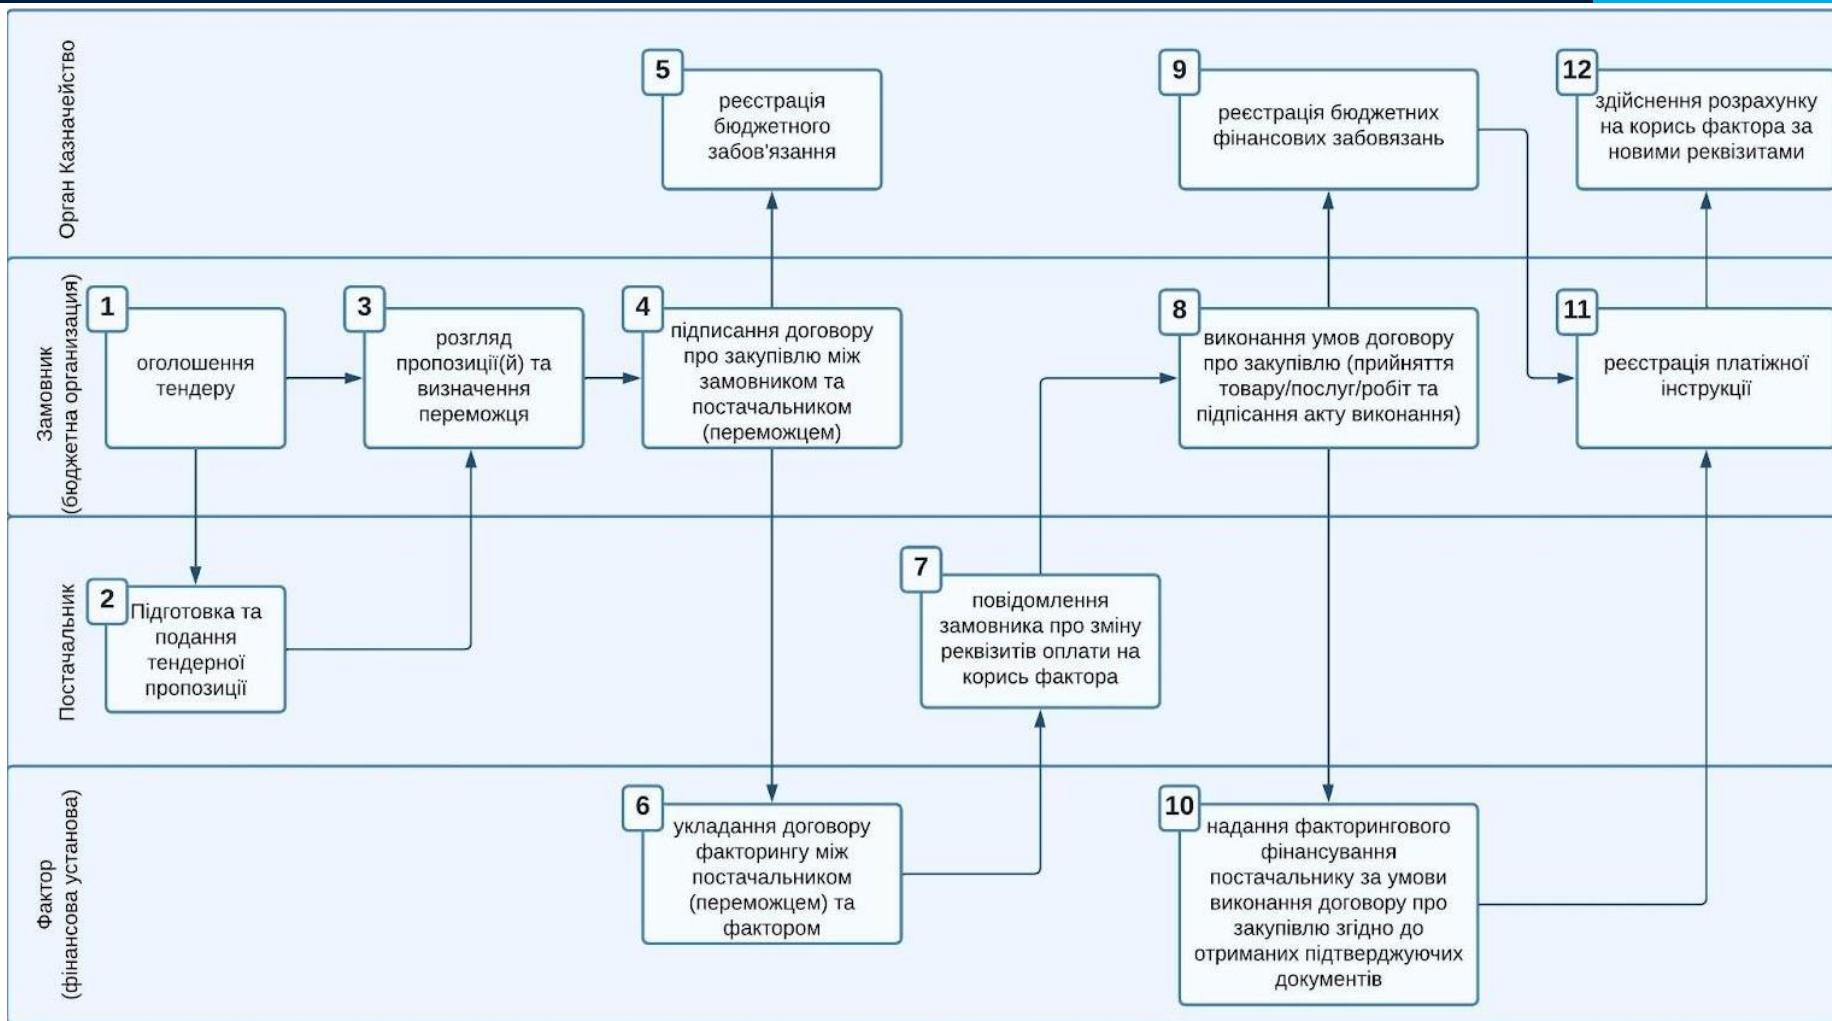 Орган Казначейство
5
реєстрація
бюджетного
забов'язання
9
реєстрація бюджетних
фінансових забовязань
12
здійснення розрахунку
на корись фактора за
новими реквізитами
Замовник
(бюджетна организация)
1
оголошення
тендеру
3
розгляд
пропозиції(й) та
визначення
переможця
4
підписання договору
про закупівлю між
замовником та
постачальником
(переможцем)
8
виконання умов договору
про закупівлю (прийняття
товару/послуг/робіт та
підпісання акту виконання)
11
реєстрація платіжної
інструкції
Постачальник
2
Підготовка та
подання
тендерної
пропозиції
7
повідомлення
замовника про зміну
реквізитів оплати на
корись фактора
Фактор
(фінансова установа)
6
укладання договору
факторингу між
постачальником
(переможцем) та
фактором
10
надання факторингового
фінансування
постачальнику за умови
виконання договору про
закупівлю згідно до
отриманих підтверджуючих
документів